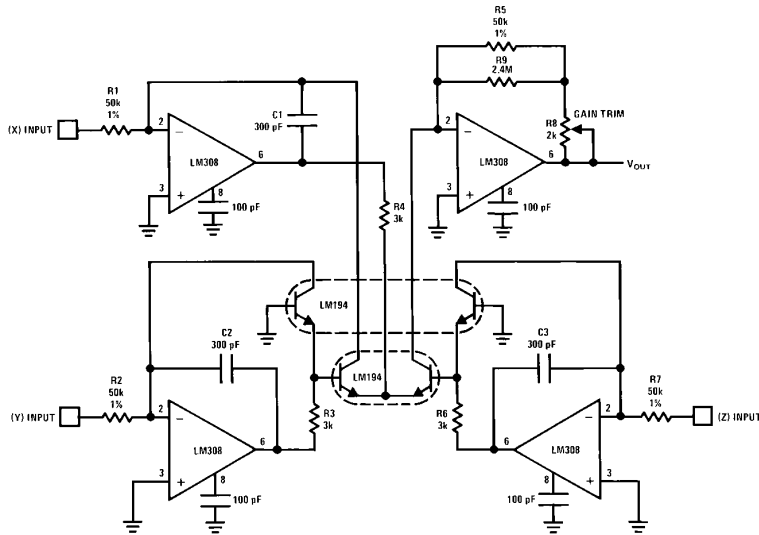 R5
50k
1%
R9
2.4M
R1
50k
1%
(X) INPUT
2
−
LM308
3
+
6
8
100 pF
C1
300 pF
R4
3k
2
−
LM308
3
+
6
8
100 pF
R8
2k
GAIN TRIM
VOUT
LM194
LM194
C2
300 pF
R2
50k
1%
(Y) INPUT
2
−
LM308
3
+
6
8
100 pF
R3
3k
R6
3k
C3
300 pF
R7
50k
1%
(Z) INPUT
2
−
LM308
3
+
6
8
100 pF